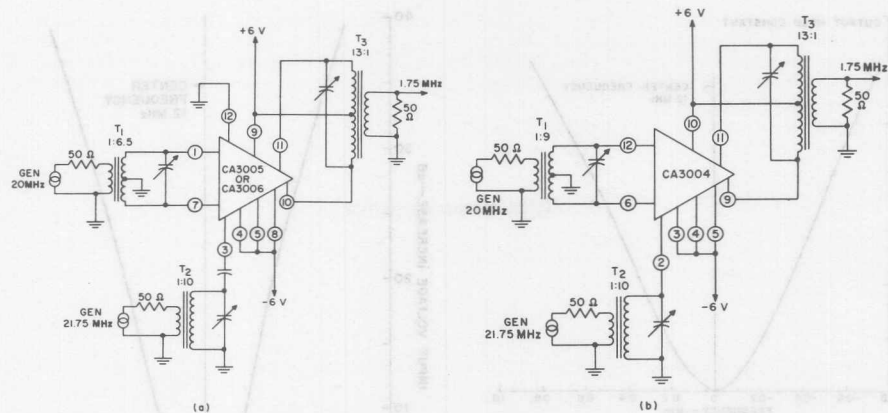 +6 V
T3
13:1
1.75 MHz
50
Ω
12
9
11
T1
1:6.5
50 Ω
GEN
20MHz
1
7
CA3005
OR
CA3006
10
3
4
5
8
T2
1:10
50 Ω
GEN
21.75 MHz
-6 V
(a)
+6 V
T3
13:1
1.75 MHz
50
Ω
10
11
T1
1:9
50 Ω
GEN
20MHz
12
6
CA3004
9
3
4
5
2
T2
1:10
50 Ω
GEN
21.75 MHz
-6 V
(b)